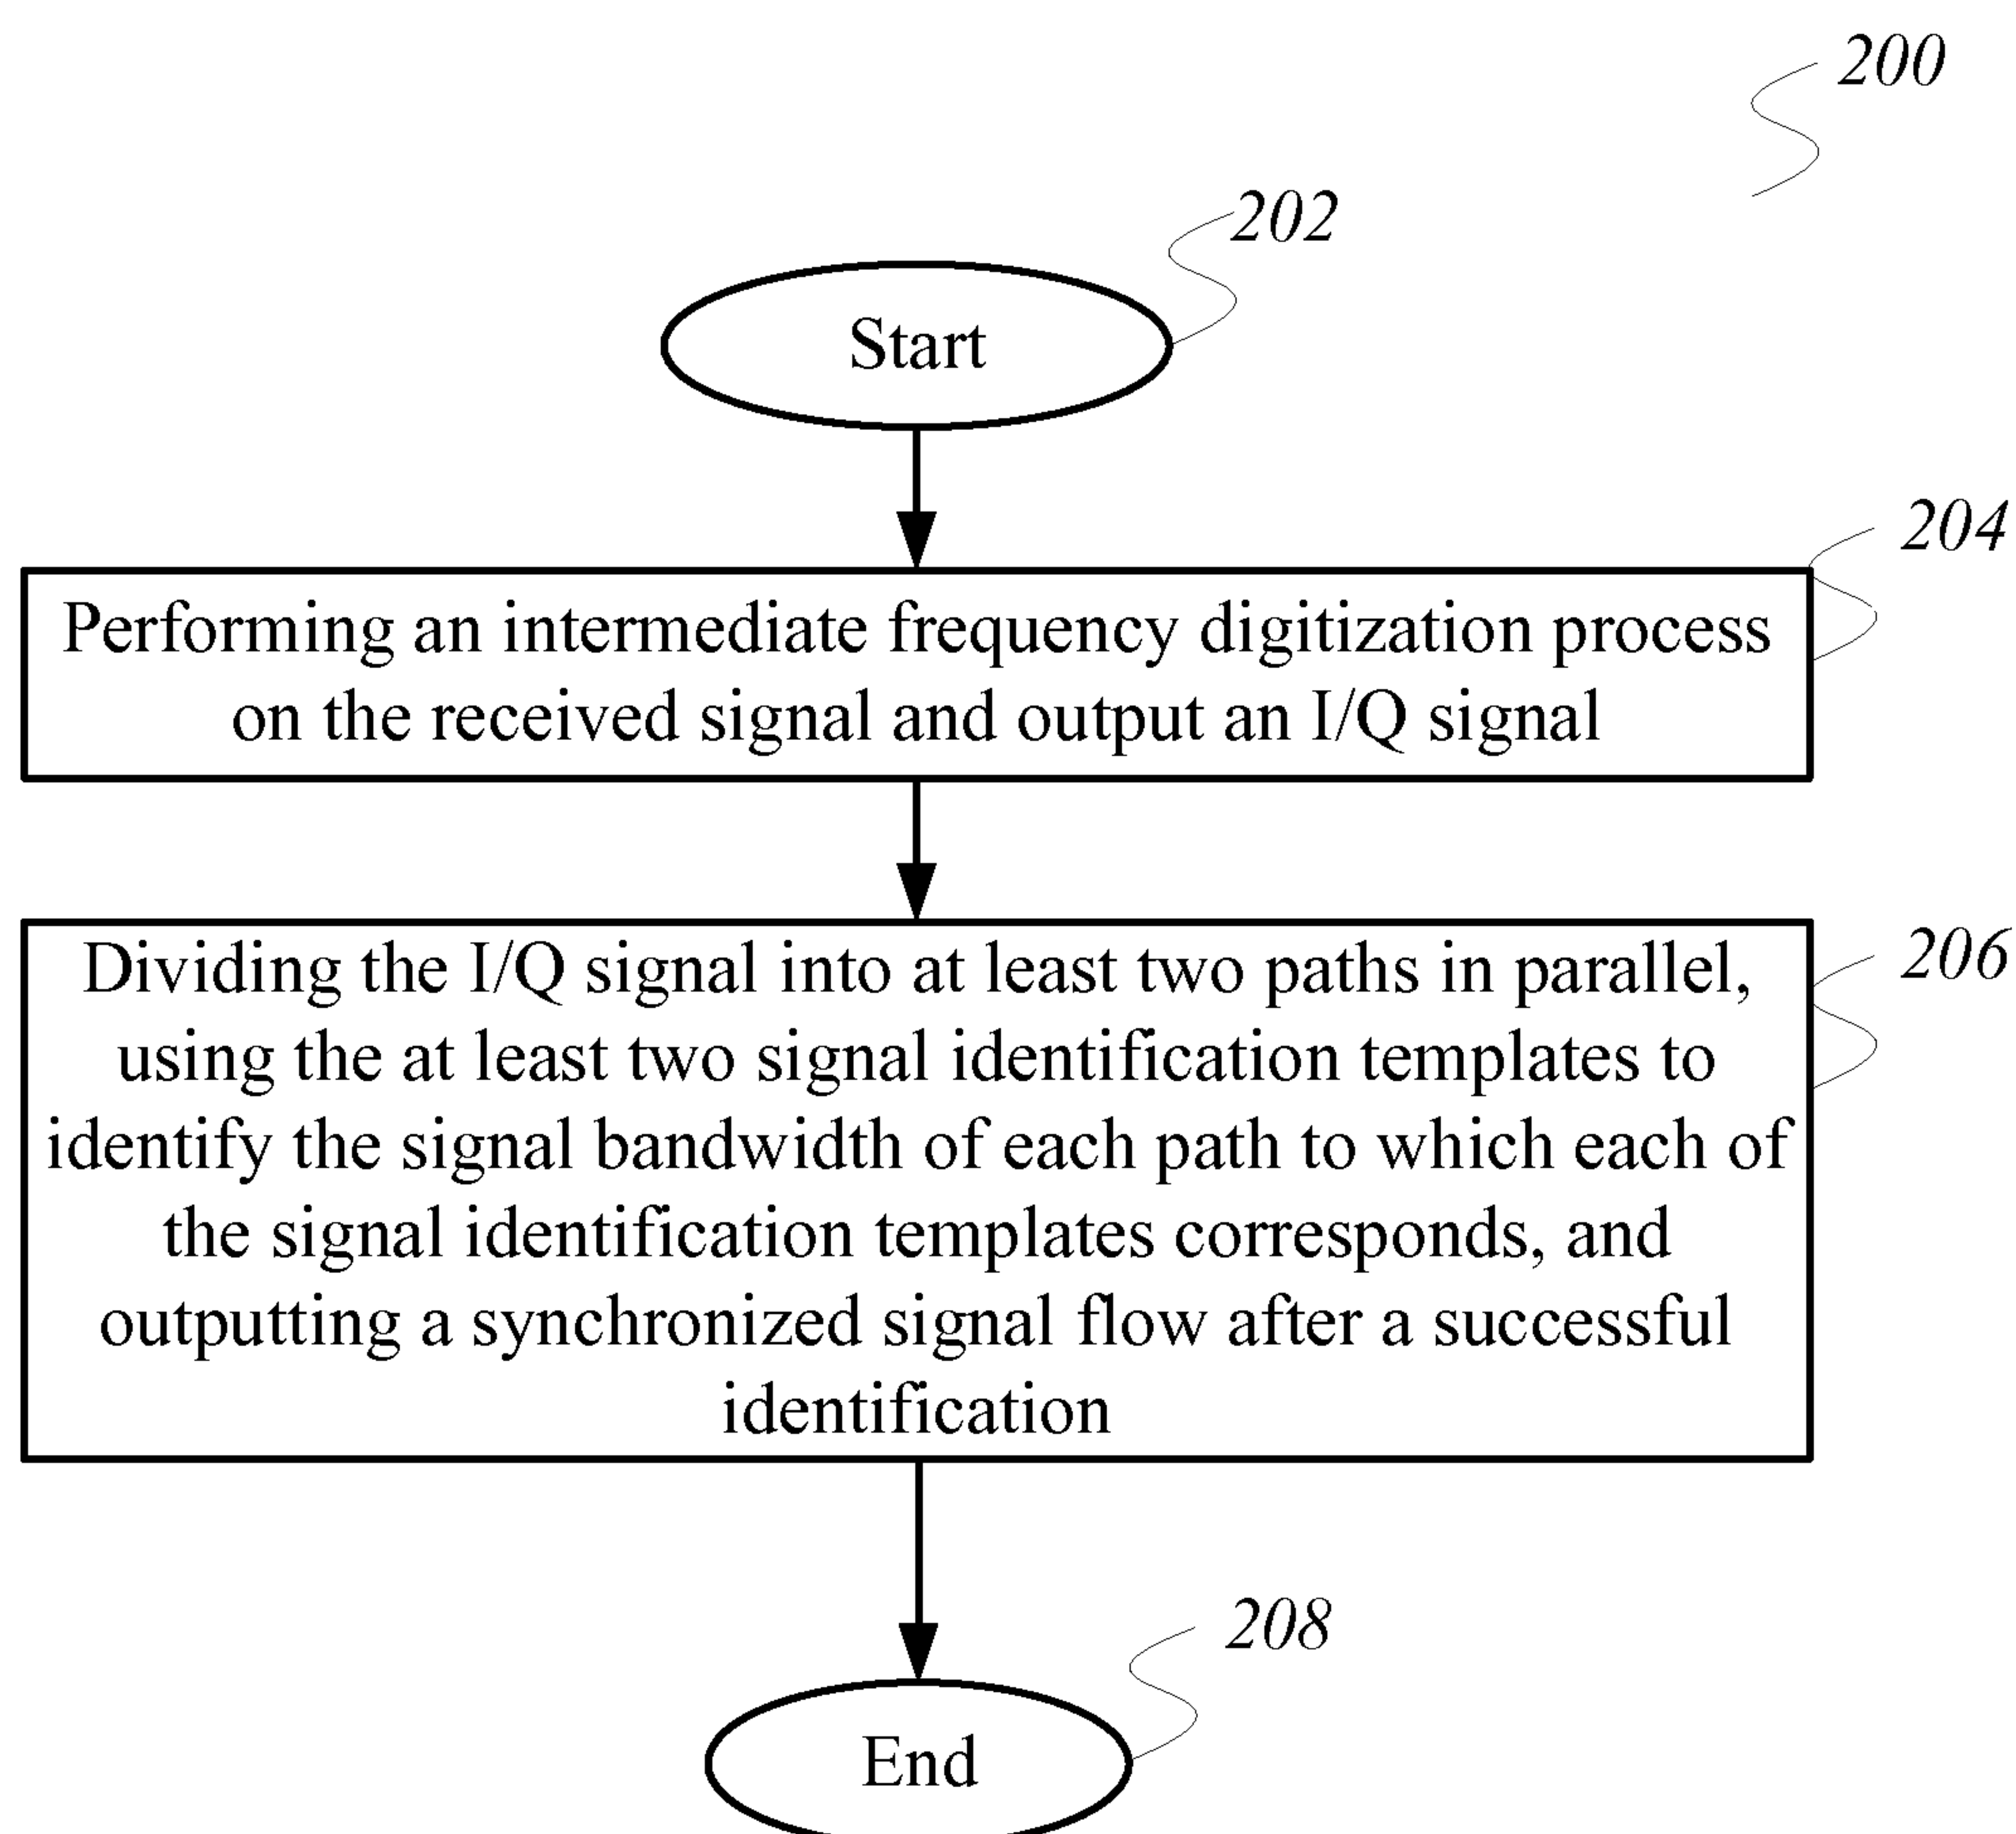 200
202
Start
204
Performing an intermediate frequency digitization process
on the received signal and output an I/Q signal
206
Dividing the I/Q signal into at least two paths in parallel,
using the at least two signal identification templates to
identify the signal bandwidth of each path to which each of
the signal identification templates corresponds, and
outputting a synchronized signal flow after a successful
identification
208
End